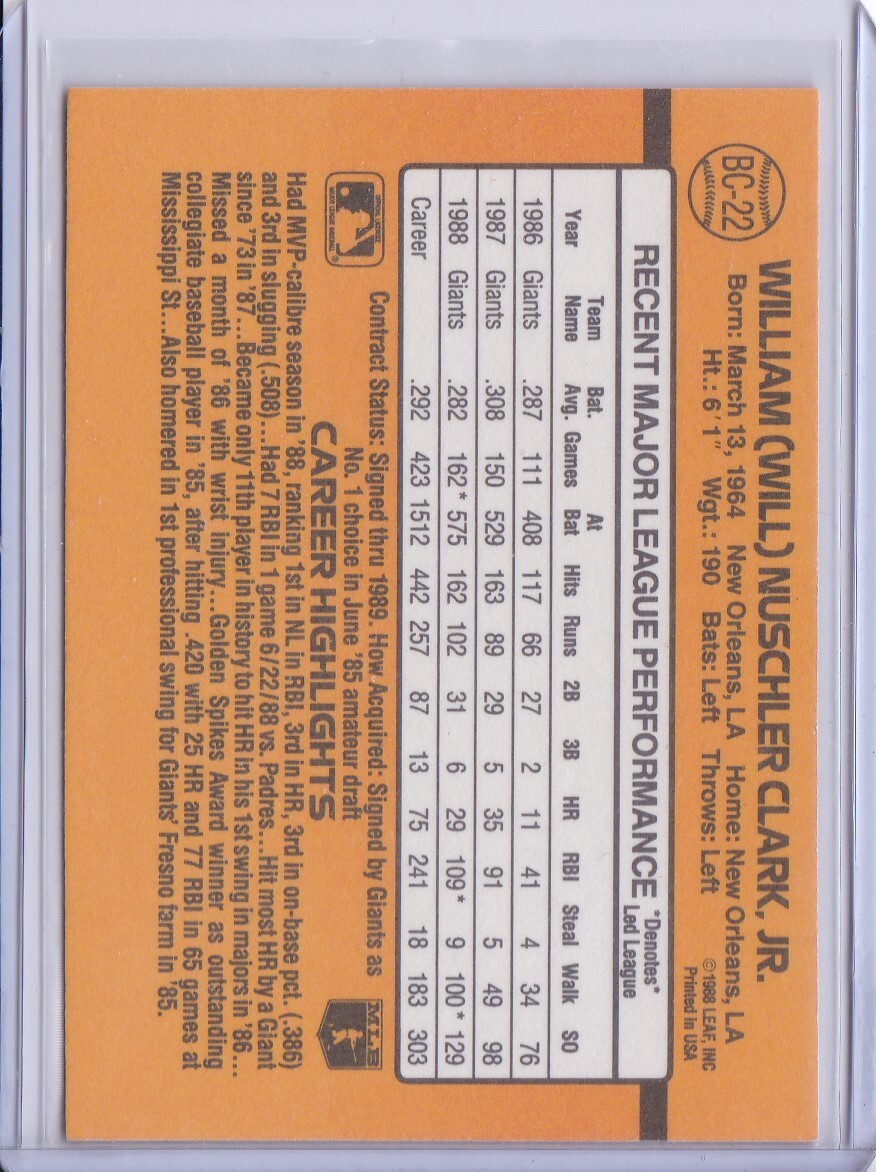 BC-22
WILLIAM (WILL) NUSCHLER CLARK, JR.
Born: March 13, 1964 New Orleans, LA Home: New Orleans, LA
Ht.: 6' 1" Wgt.: 190 Bats: Left Throws: Left
©1988 LEAF, INC
Printed in USA
RECENT MAJOR LEAGUE PERFORMANCE *Denotes*
Led League
Year Team Name Bat. Avg. Games At Bat Hits Runs 2B 3B HR RBI Steal Walk SO
1986 Giants .287 111 408 117 66 27 2 11 41 4 34 76
1987 Giants .308 150 529 163 89 29 5 35 91 5 49 98
1988 Giants .282 162* 575 162 102 31 6 29 109* 9 100* 129
Career .292 423 1512 442 257 87 13 75 241 18 183 303
OFFICIAL LICENSEE
MAJOR LEAGUE BASEBALL
®
Contract Status: Signed thru 1989. How Acquired: Signed by Giants as
No. 1 choice in June '85 amateur draft
CAREER HIGHLIGHTS
MLB
Had MVP-calibre season in '88, ranking 1st in NL in RBI, 3rd in HR, 3rd in on-base pct. (.386)
and 3rd in slugging (.508)...Had 7 RBI in 1 game 6/22/88 vs. Padres...Hit most HR by a Giant
since '73 in '87...Became only 11th player in history to hit HR in his 1st swing in majors in '86...
Missed a month of '86 with wrist injury...Golden Spikes Award winner as outstanding
collegiate baseball player in '85, after hitting .420 with 25 HR and 77 RBI in 65 games at
Mississippi St...Also homered in 1st professional swing for Giants' Fresno farm in '85.